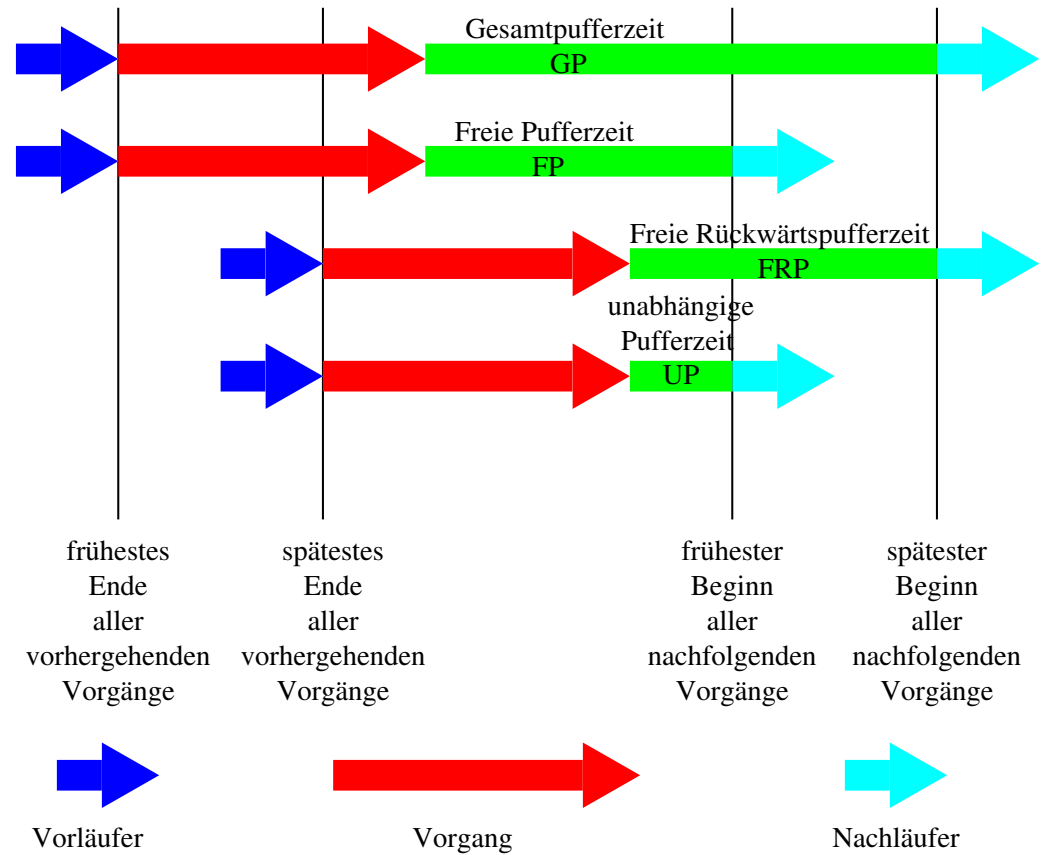 Gesamtpufferzeit
GP
Freie Pufferzeit
FP
Freie Rückwärtspufferzeit
FRP
unabhängige
Pufferzeit
UP
frühestes
Ende
aller
vorhergehenden
Vorgänge
spätestes
Ende
aller
vorhergehenden
Vorgänge
frühester
Beginn
aller
nachfolgenden
Vorgänge
spätester
Beginn
aller
nachfolgenden
Vorgänge
Vorläufer
Vorgang
Nachläufer